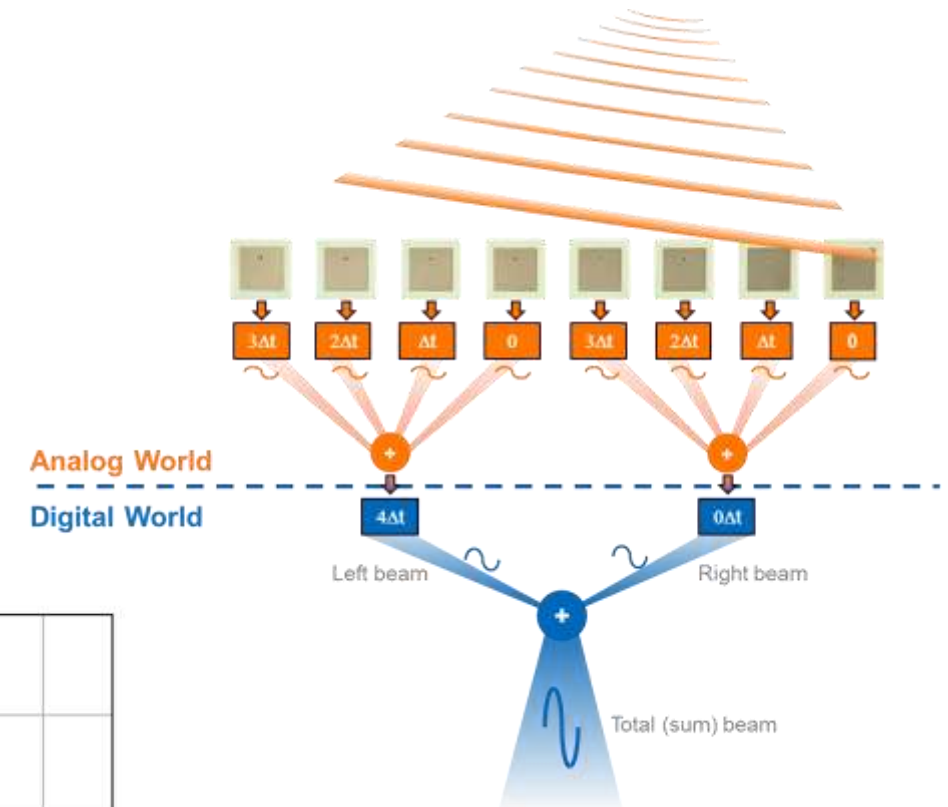 3Δt 2Δt Δt 0 3Δt 2Δt Δt 0
+ +
Analog World
Digital World
4Δt 0Δt
Left beam Right beam
+
Total (sum) beam